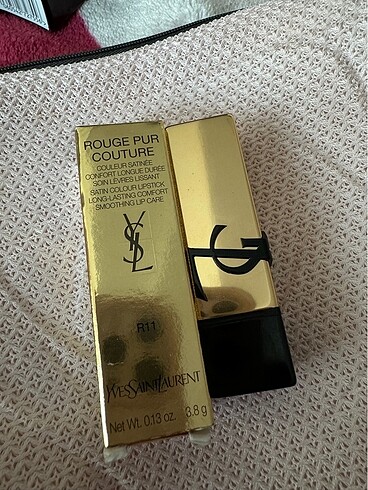 ROUGE PUR
COUTURE
COULEUR SATINÉE
CONFORT LONGUE DURÉE
SOIN LÈVRES LISSANT
SATIN COLOUR LIPSTICK
LONG-LASTING COMFORT
SMOOTHING LIP CARE
YSL
R11
YVESSAINTLAURENT
Net Wt. 0.13 oz. 3.8 g